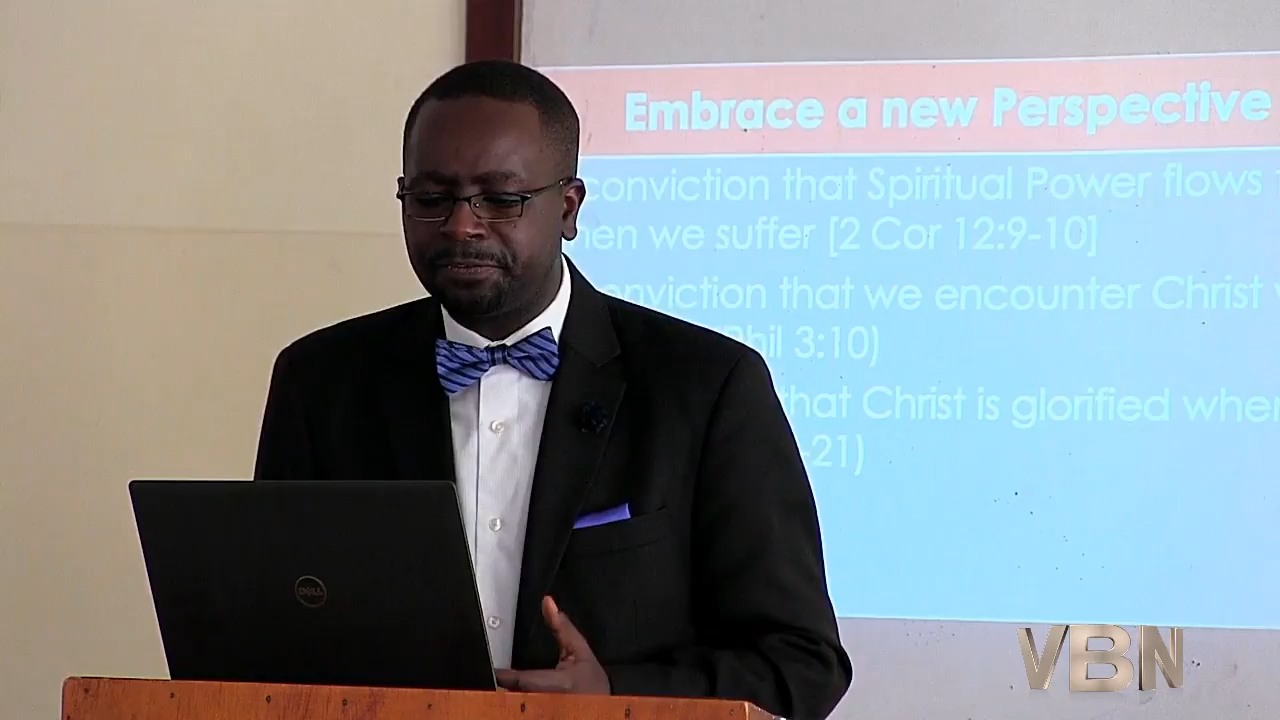 Embrace a new Perspective
conviction that Spiritual Power flows
hen we suffer [2 Cor 12:9-10]
onviction that we encounter Christ
Phil 3:10)
that Christ is glorified when
-21)
DELL
VBN